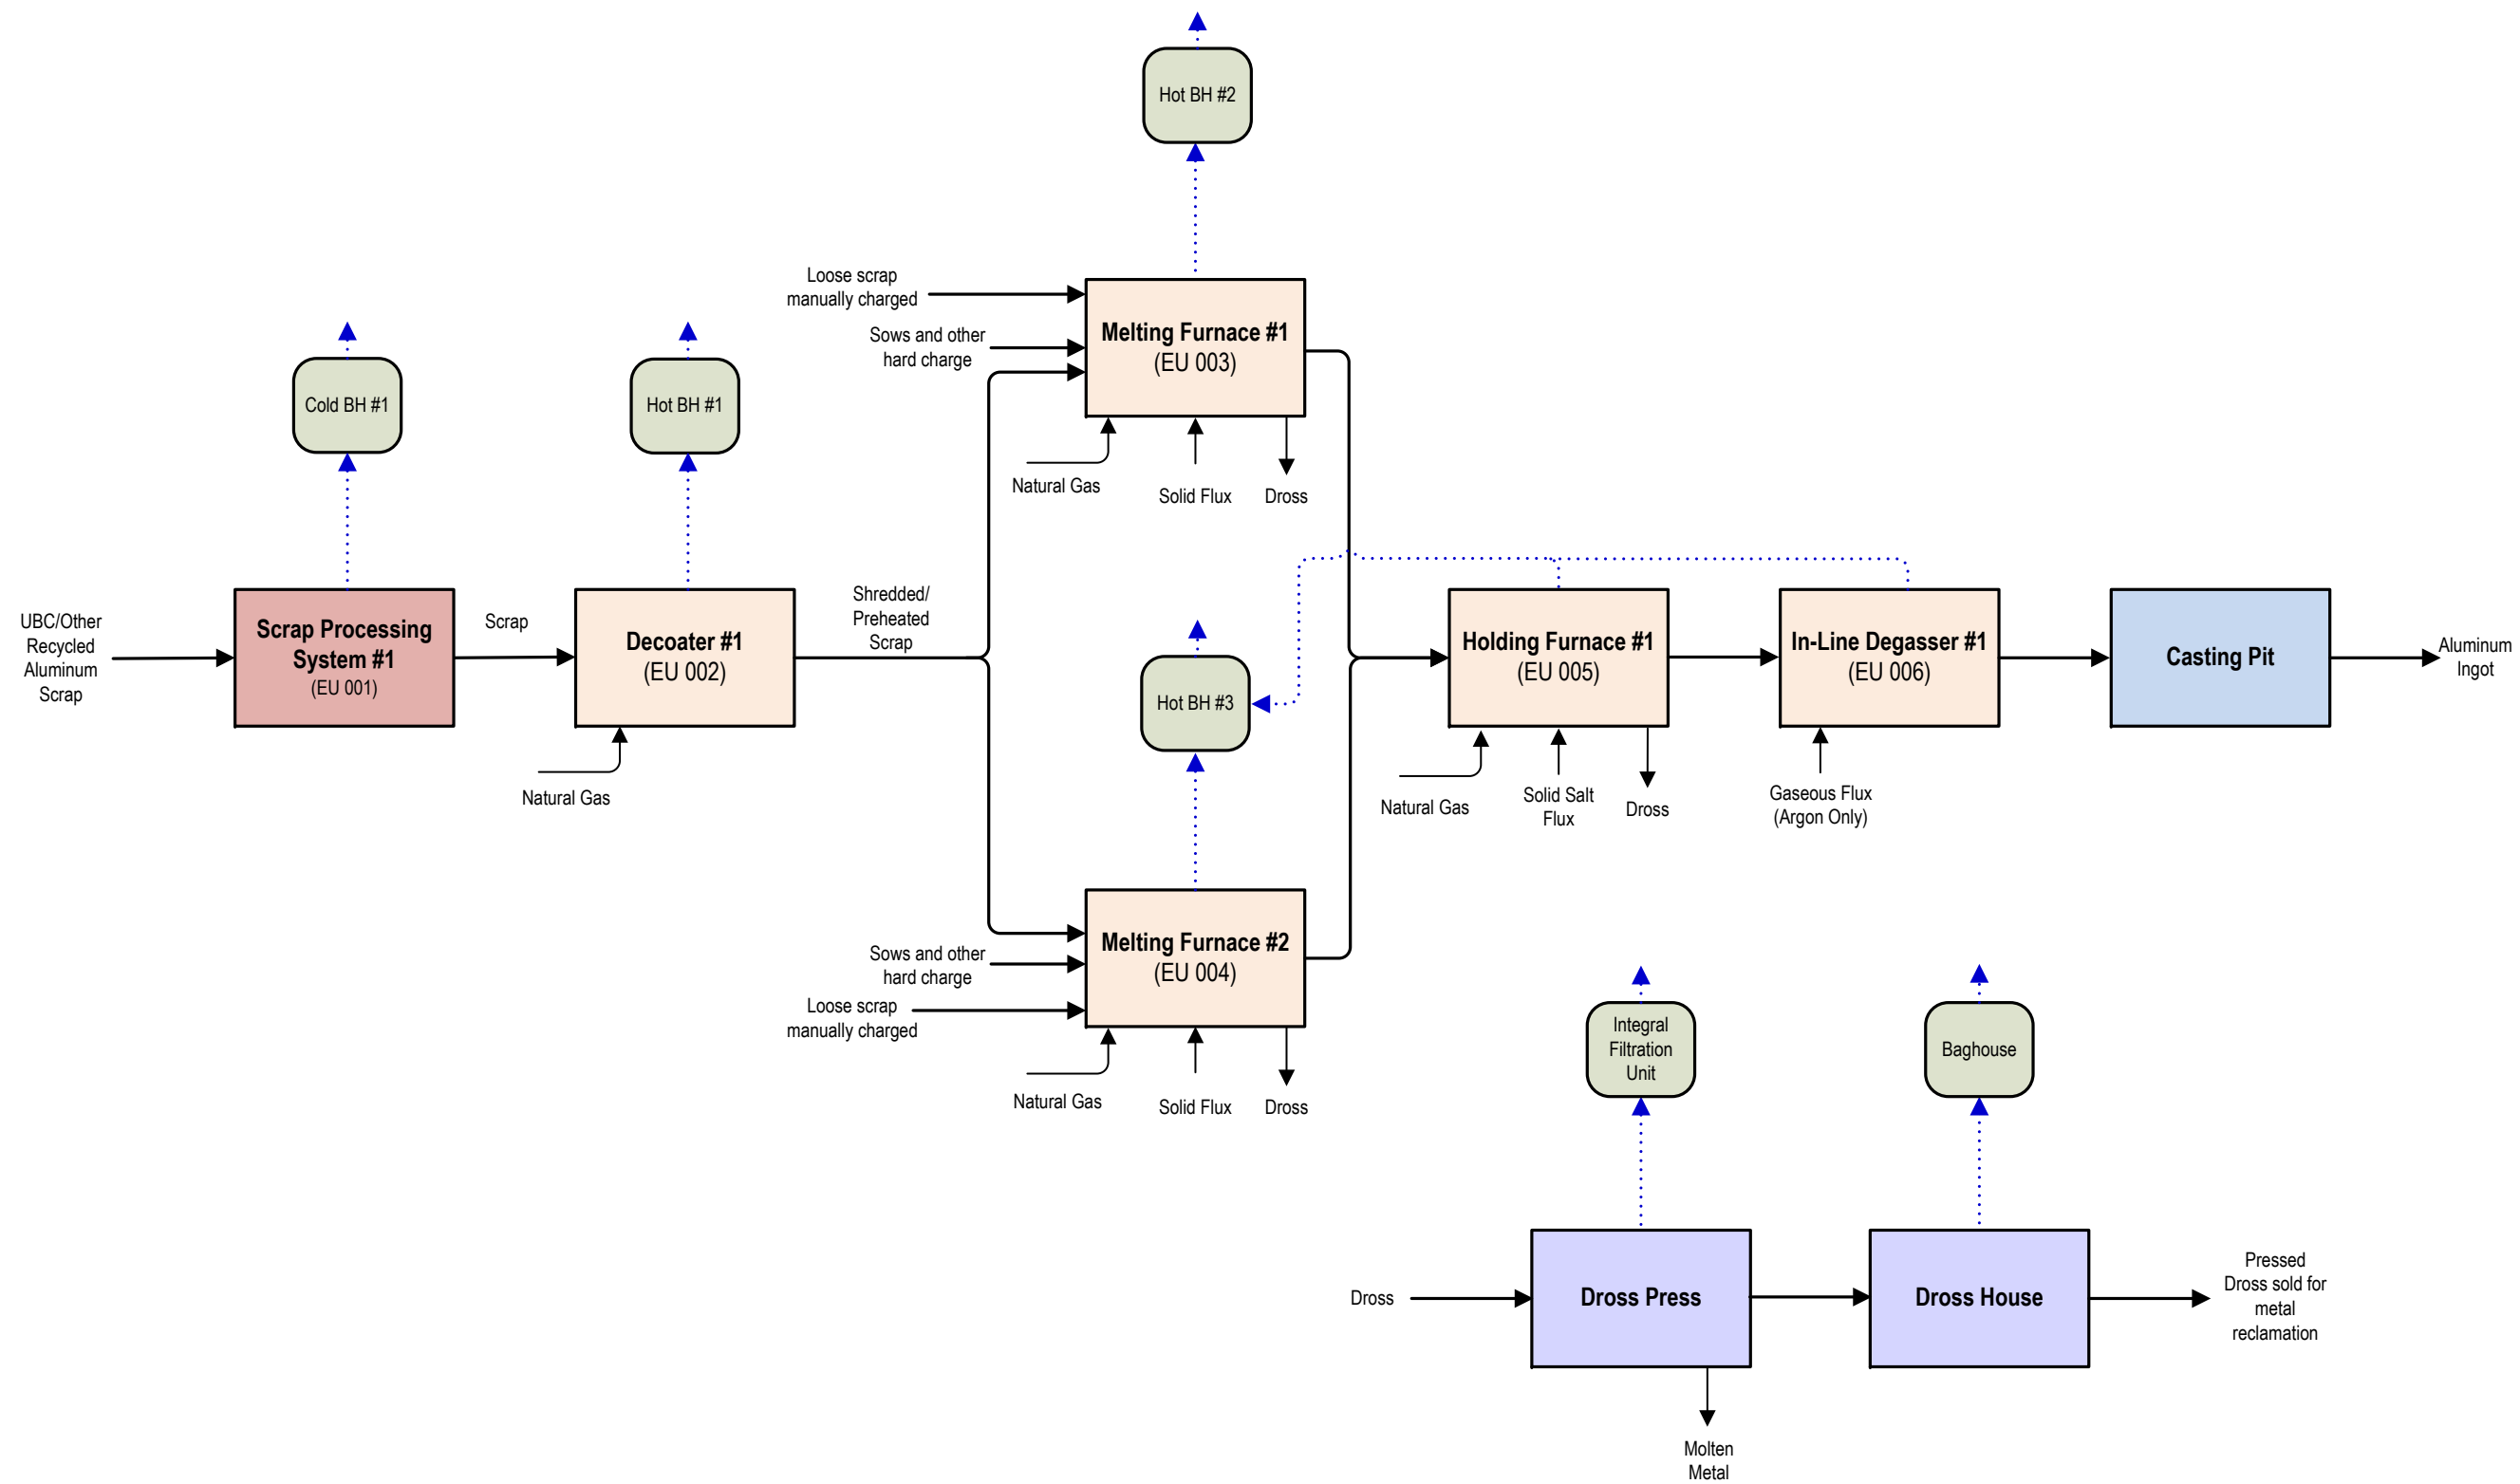 Hot BH #2
Loose scrap
manually charged
Sows and other
hard charge
Melting Furnace #1
(EU 003)
Cold BH #1
Hot BH #1
Natural Gas
Solid Flux
Dross
UBC/Other
Recycled
Aluminum
Scrap
Scrap Processing
System #1
(EU 001)
Scrap
Decoater #1
(EU 002)
Natural Gas
Shredded/
Preheated
Scrap
Hot BH #3
Holding Furnace #1
(EU 005)
Natural Gas
Solid Salt
Flux
Dross
In-Line Degasser #1
(EU 006)
Gaseous Flux
(Argon Only)
Casting Pit
Aluminum
Ingot
Sows and other
hard charge
Loose scrap
manually charged
Melting Furnace #2
(EU 004)
Natural Gas
Solid Flux
Dross
Integral
Filtration
Unit
Baghouse
Dross
Dross Press
Dross House
Pressed
Dross sold for
metal
reclamation
Molten
Metal